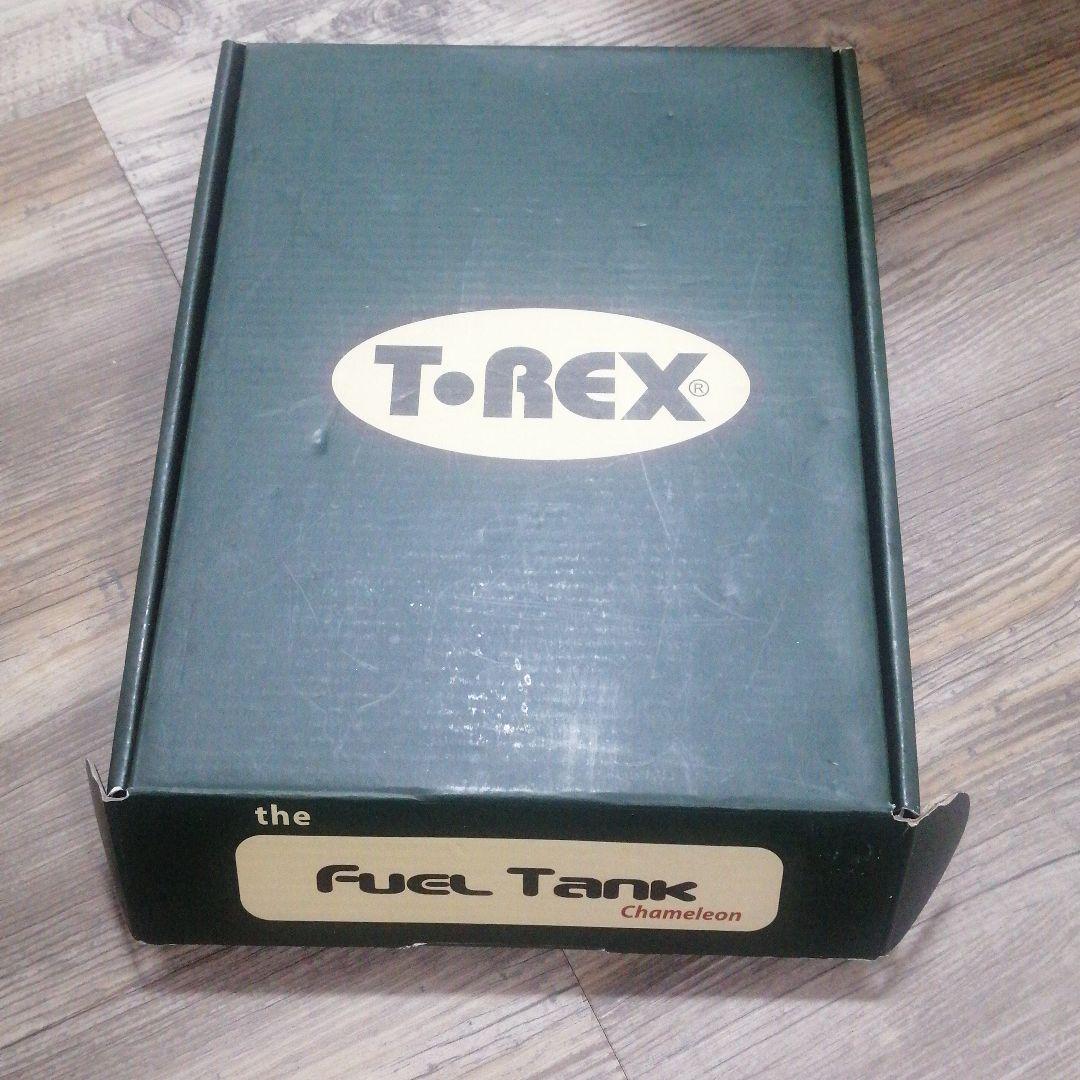 T•REX®
the
Fuel Tank
Chameleon